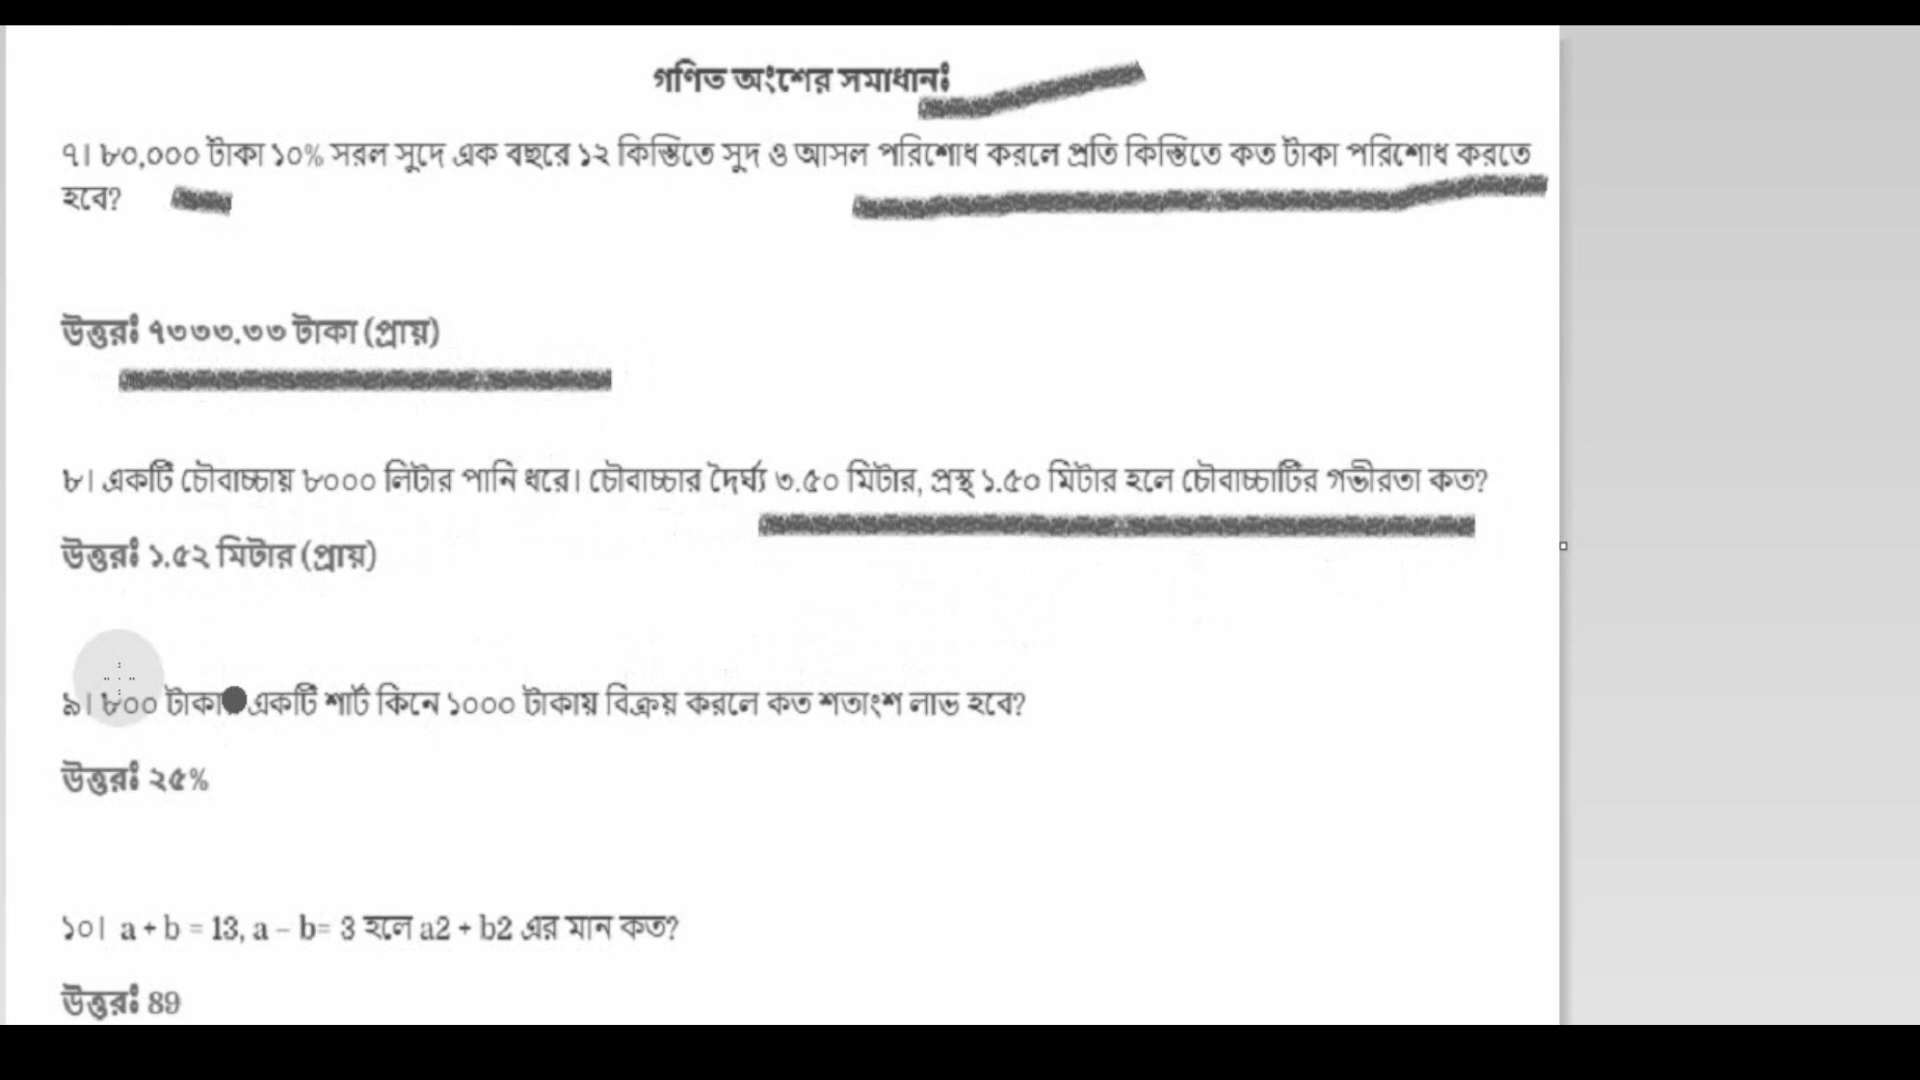 গণিত অংশের সমাধানঃ
৭। ৮০,০০০ টাকা ১০% সরল সুদে এক বছরে ১২ কিস্তিতে সুদ ও আসল পরিশোধ করলে প্রতি কিস্তিতে কত টাকা পরিশোধ করতে
হবে?
উত্তরঃ ৭৩৩৩.৩৩ টাকা (প্রায়)
৮। একটি চৌবাচ্চায় ৮০০০ লিটার পানি ধরে। চৌবাচ্চার দৈর্ঘ্য ৩.৫০ মিটার, প্রস্থ ১.৫০ মিটার হলে চৌবাচ্চাটির গভীরতা কত?
উত্তরঃ ১.৫২ মিটার (প্রায়)
৯। ৮০০ একটি শার্ট কিনে ১০০০ টাকায় বিক্রয় করলে কত শতাংশ লাভ হবে?
উত্তরঃ ২৫%
১০। a + b = 13, a – b= 3 হলে a2 + b2 এর মান কত?
উত্তরঃ 89